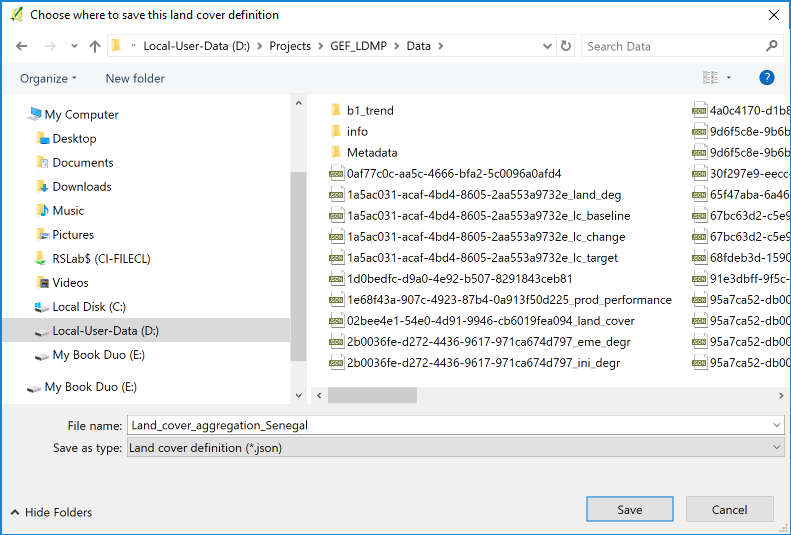 Choose where to save this land cover definition
Local-User-Data (D:) Projects GEF_LDMP Data
Search Data
Organize
New folder
?
My Computer
Desktop
Documents
Downloads
Music
Pictures
RSLab$ (CI-FILECL)
Videos
Local Disk (C:)
Local-User-Data (D:)
My Book Duo (E:)
My Book Duo (E:)
b1_trend
info
Metadata
0af77c0c-aa5c-4666-bfa2-5c0096a0afd4
1a5ac031-acaf-4bd4-8605-2aa553a9732e_land_deg
1a5ac031-acaf-4bd4-8605-2aa553a9732e_lc_baseline
1a5ac031-acaf-4bd4-8605-2aa553a9732e_lc_change
1a5ac031-acaf-4bd4-8605-2aa553a9732e_lc_target
1d0bedfc-d9a0-4e92-b507-8291843ceb81
1e68f43a-907c-4923-87b4-0a913f50d225_prod_performance
02bee4e1-54e0-4d91-9946-cb6019fea094_land_cover
2b0036fe-d272-4436-9617-971ca674d797_eme_degr
2b0036fe-d272-4436-9617-971ca674d797_ini_degr
4a0c4170-d1b8
9d6f5c8e-9b6b
9d6f5c8e-9b6b
30f297e9-eecc-
65f47aba-6a46
67bc63d2-c5e9
67bc63d2-c5e9
68fdeb3d-1590
91e3dbff-9f5c-
95a7ca52-db00
95a7ca52-db00
95a7ca52-db00
File name: Land_cover_aggregation_Senegal
Save as type: Land cover definition (*.json)
Hide Folders
Save
Cancel